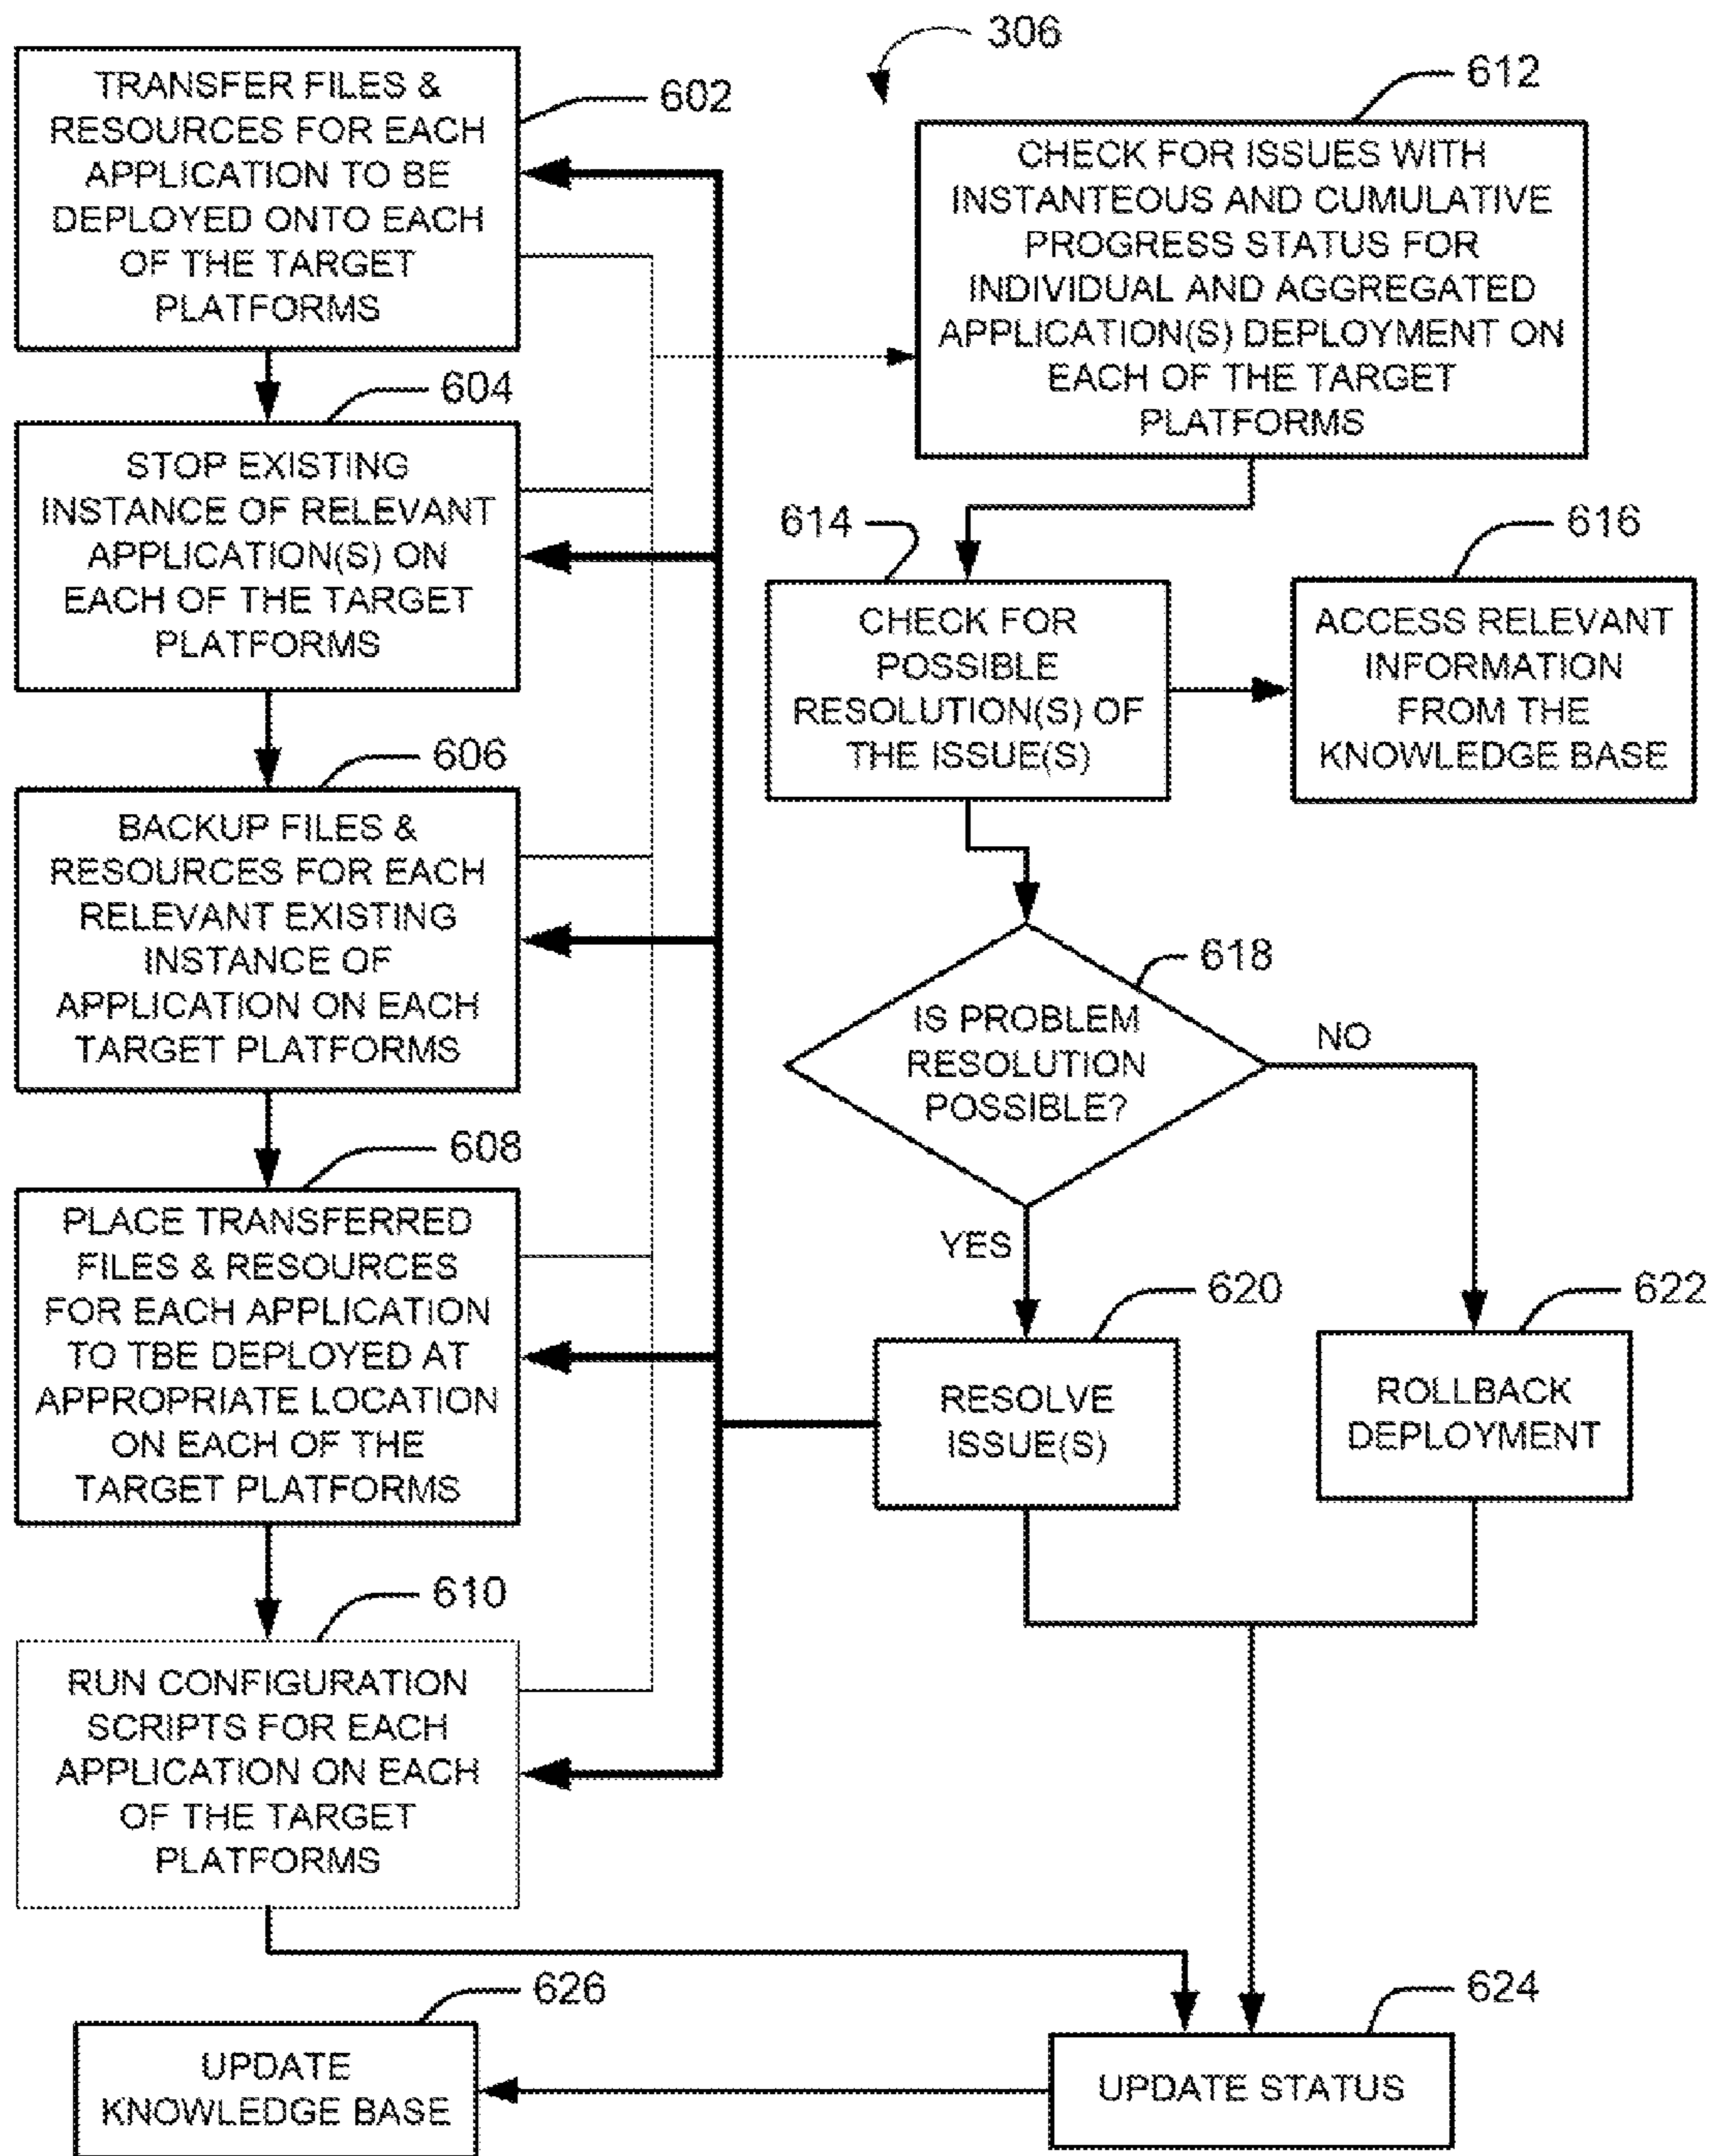 306
602
TRANSFER FILES &
RESOURCES FOR EACH
APPLICATION TO BE
DEPLOYED ONTO EACH
OF THE TARGET
PLATFORMS
604
STOP EXISTING
INSTANCE OF RELEVANT
APPLICATION(S) ON
EACH OF THE TARGET
PLATFORMS
606
BACKUP FILES &
RESOURCES FOR EACH
RELEVANT EXISTING
INSTANCE OF
APPLICATION ON EACH
TARGET PLATFORMS
608
PLACE TRANSFERRED
FILES & RESOURCES
FOR EACH APPLICATION
TO TBE DEPLOYED AT
APPROPRIATE LOCATION
ON EACH OF THE
TARGET PLATFORMS
610
RUN CONFIGURATION
SCRIPTS FOR EACH
APPLICATION ON EACH
OF THE TARGET
PLATFORMS
612
CHECK FOR ISSUES WITH
INSTANTEOUS AND CUMULATIVE
PROGRESS STATUS FOR
INDIVIDUAL AND AGGREGATED
APPLICATION(S) DEPLOYMENT ON
EACH OF THE TARGET
PLATFORMS
614
CHECK FOR
POSSIBLE
RESOLUTION(S) OF
THE ISSUE(S)
616
ACCESS RELEVANT
INFORMATION
FROM THE
KNOWLEDGE BASE
618
IS PROBLEM
RESOLUTION
POSSIBLE?
NO
YES
620
RESOLVE
ISSUE(S)
622
ROLLBACK
DEPLOYMENT
624
UPDATE STATUS
626
UPDATE
KNOWLEDGE BASE